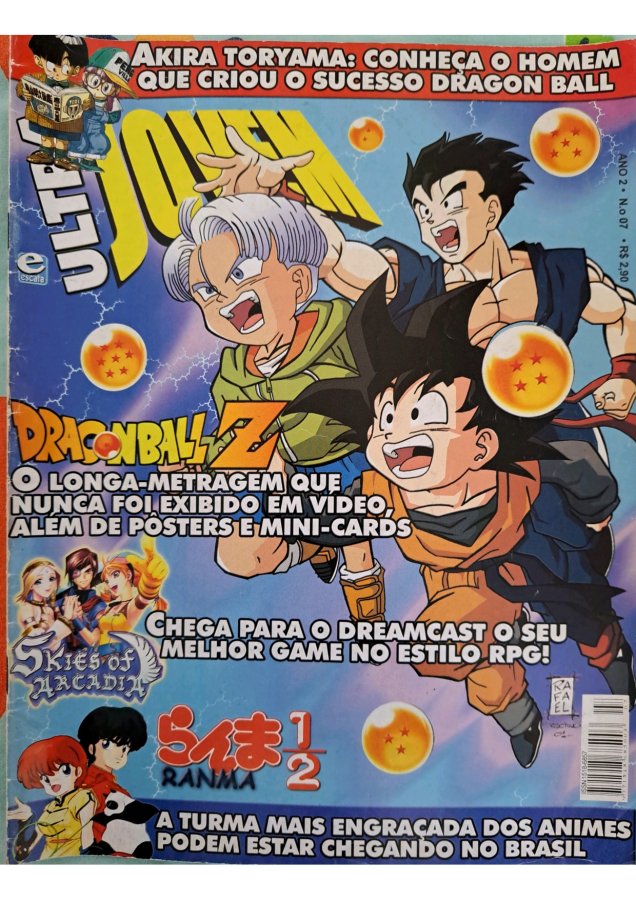 AKIRA TORYAMA: CONHEÇA O HOMEM
QUE CRIOU O SUCESSO DRAGON BALL
ULTRA
JOVEM
e
escala
ANO 2 • N.o 07 • R$ 2,90
DRAGONBALL Z
O LONGA-METRAGEM QUE
NUNCA FOI EXIBIDO EM VÍDEO,
ALÉM DE PÔSTERS E MINI-CARDS
SKIES OF
ARCADIA
CHEGA PARA O DREAMCAST O SEU
MELHOR GAME NO ESTILO RPG!
RAFAEL
らんま 1/2
RANMA
A TURMA MAIS ENGRAÇADA DOS ANIMES
PODEM ESTAR CHEGANDO NO BRASIL